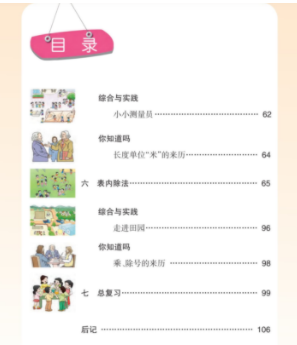 目 录
综合与实践
小小测量员 62
你知道吗
长度单位“米”的来历 64
六 表内除法 65
综合与实践
走进田园 96
你知道吗
乘、除号的来历 98
七 总复习 99
后记 106